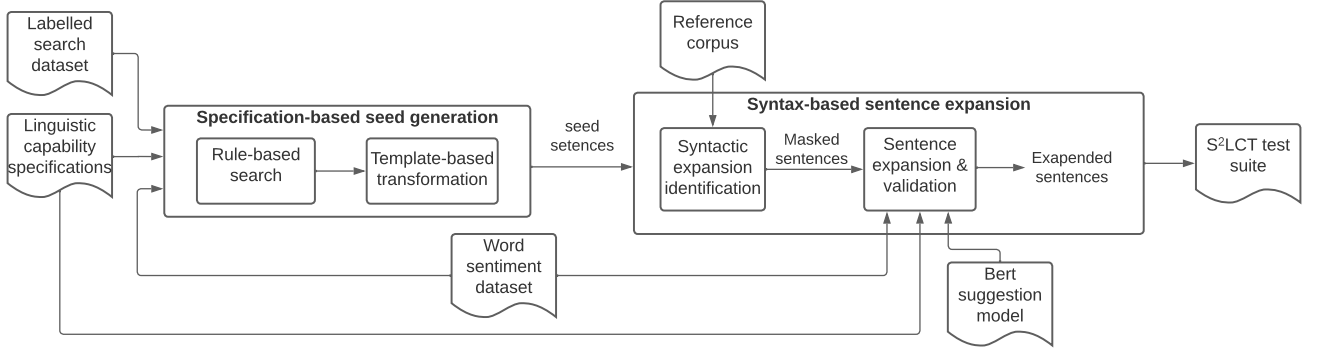 Labelled
search
dataset
Linguistic
capability
specifications
Specification-based seed generation
Rule-based
search
Template-based
transformation
seed
setences
Reference
corpus
Syntax-based sentence expansion
Syntactic
expansion
identification
Masked
sentences
Sentence
expansion &
validation
Exapended
sentences
S²LCT test
suite
Word
sentiment
dataset
Bert
suggestion
model